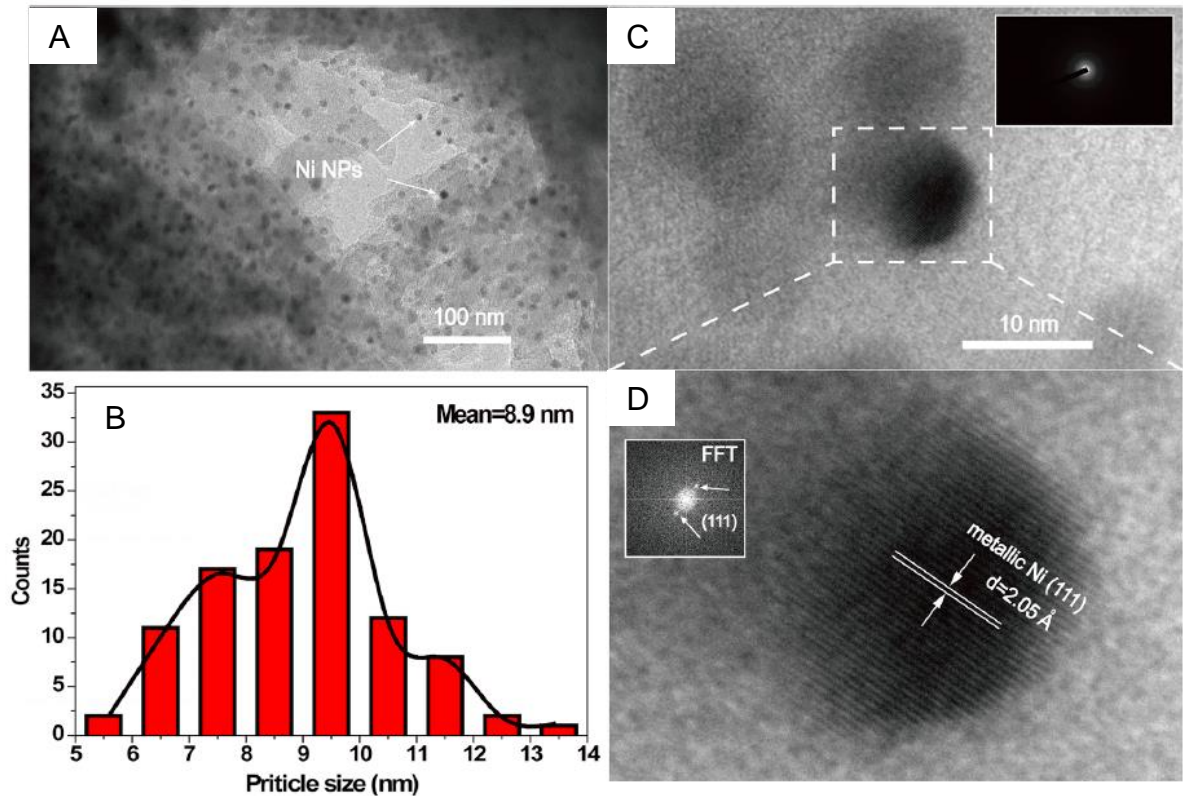 A
Ni NPs
100 nm
B
Mean=8.9 nm
Counts
35
30
25
20
15
10
5
0
5 6 7 8 9 10 11 12 13 14
Priticle size (nm)
C
10 nm
D
FFT
(111)
metallic Ni (111)
d=2.05 Å